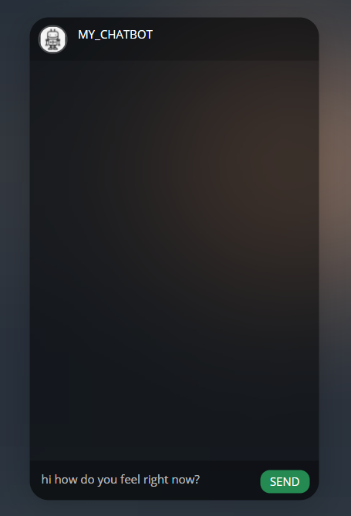 MY_CHATBOT
hi how do you feel right now?
SEND